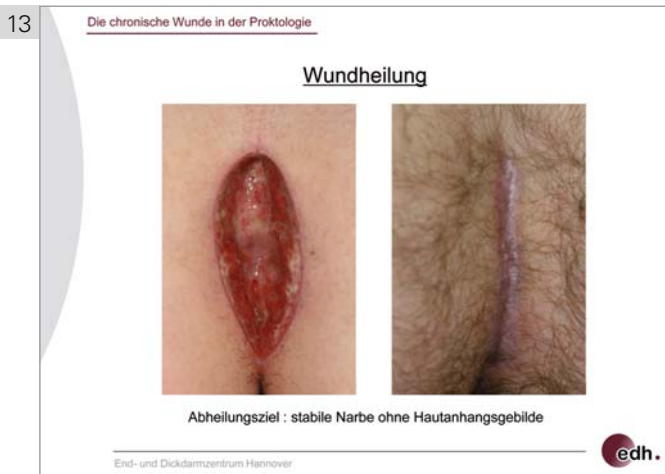 13
Die chronische Wunde in der Proktologie
Wundheilung
Abheilungsziel : stabile Narbe ohne Hautanhangsgebilde
End- und Dickdarmzentrum Hannover
edh.